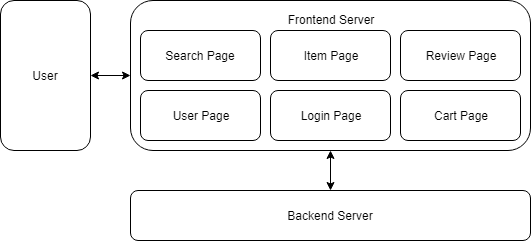 Frontend Server
User
Search Page
Item Page
Review Page
User Page
Login Page
Cart Page
Backend Server